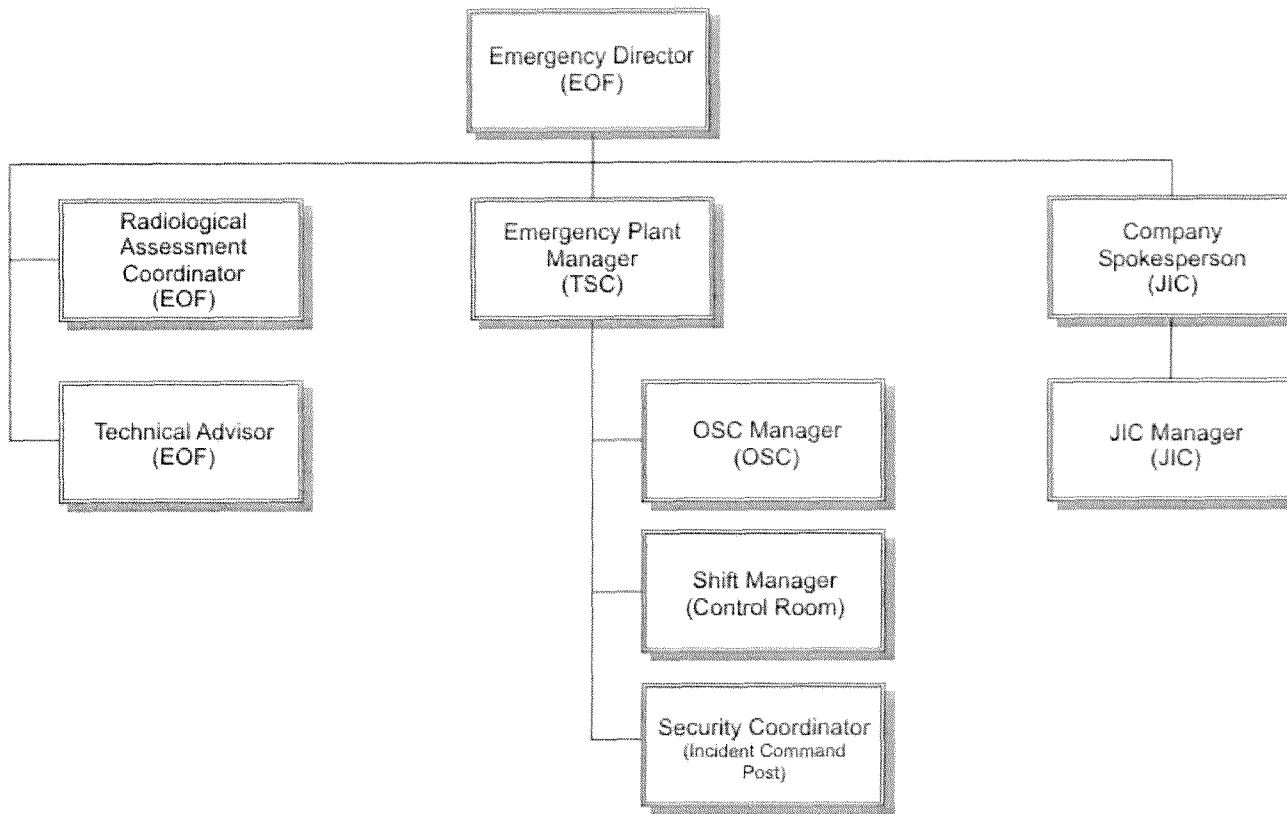 Emergency Director
(EOF)
Radiological
Assessment
Coordinator
(EOF)
Emergency Plant
Manager
(TSC)
Company
Spokesperson
(JIC)
Technical Advisor
(EOF)
OSC Manager
(OSC)
JIC Manager
(JIC)
Shift Manager
(Control Room)
Security Coordinator
(Incident Command
Post)